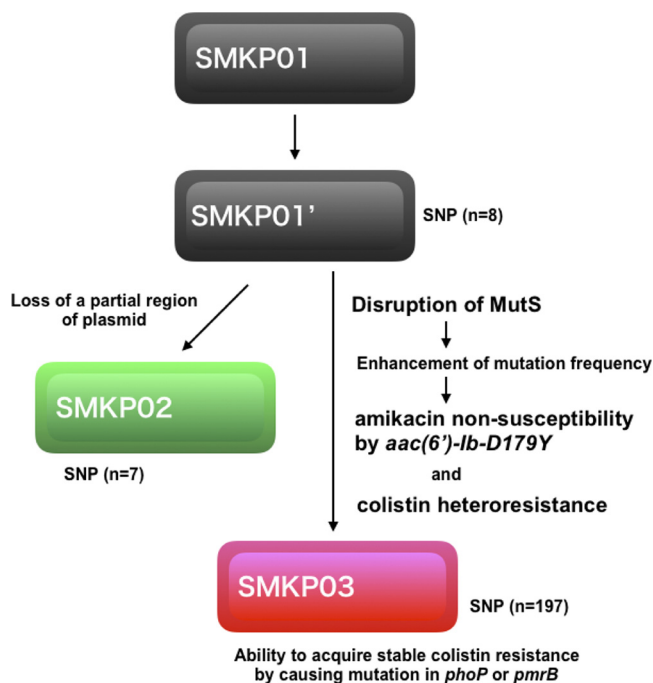 SMKP01
SMKP01’
SNP (n=8)
Loss of a partial region
of plasmid
Disruption of MutS
Enhancement of mutation frequency
SMKP02
SNP (n=7)
amikacin non-susceptibility
by aac(6’)-Ib-D179Y
and
colistin heteroresistance
SMKP03
SNP (n=197)
Ability to acquire stable colistin resistance
by causing mutation in phoP or pmrB